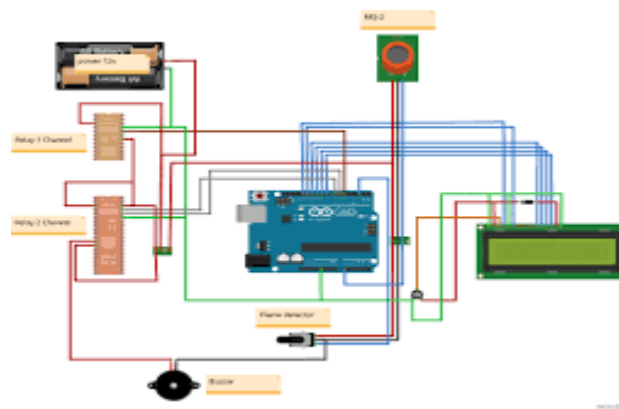 MQ-2
power 12v
Relay 1 Channel
Relay 2 Channel
Flame detector
Buzzer